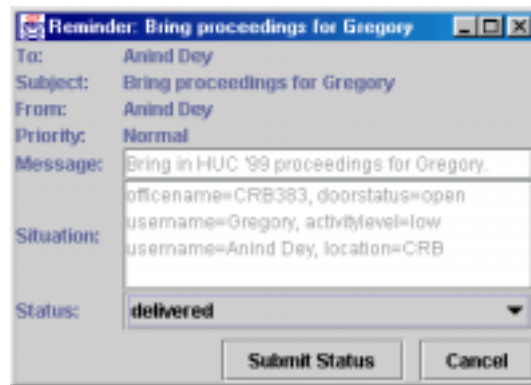 Reminder: Bring proceedings for Gregory
To: Anind Dey
Subject: Bring proceedings for Gregory
From: Anind Dey
Priority: Normal
Message: Bring in HUC '99 proceedings for Gregory.
Situation: officename=CRB383, doorstatus=open
username=Gregory, activitylevel=low
username=Anind Dey, location=CRB
Status: delivered
Submit Status Cancel